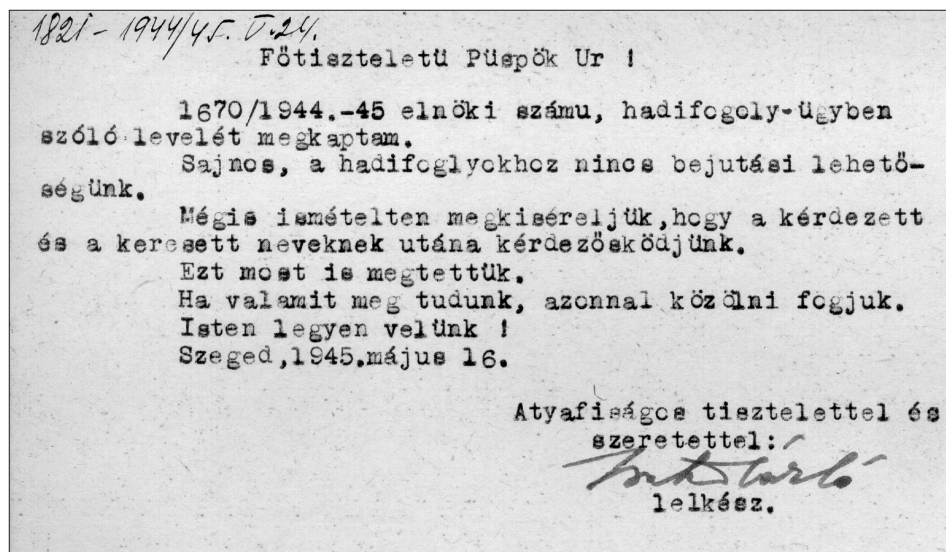 1821 - 1944/45. V. 24.
Főtiszteletü Püspök Ur !
1670/1944.-45 elnöki számu, hadifogoly-ügyben
szóló levelét megkaptam.
Sajnos, a hadifoglyokhoz nincs bejutási lehető-
ségünk.
Mégis ismételten megkiséreljük,hogy a kérdezett
és a keresett neveknek utána kérdezősködjünk.
Ezt most is megtettük.
Ha valamit meg tudunk, azonnal közölni fogjuk.
Isten legyen velünk !
Szeged,1945.május 16.
Atyafiságos tisztelettel és
szeretettel:
lelkész.